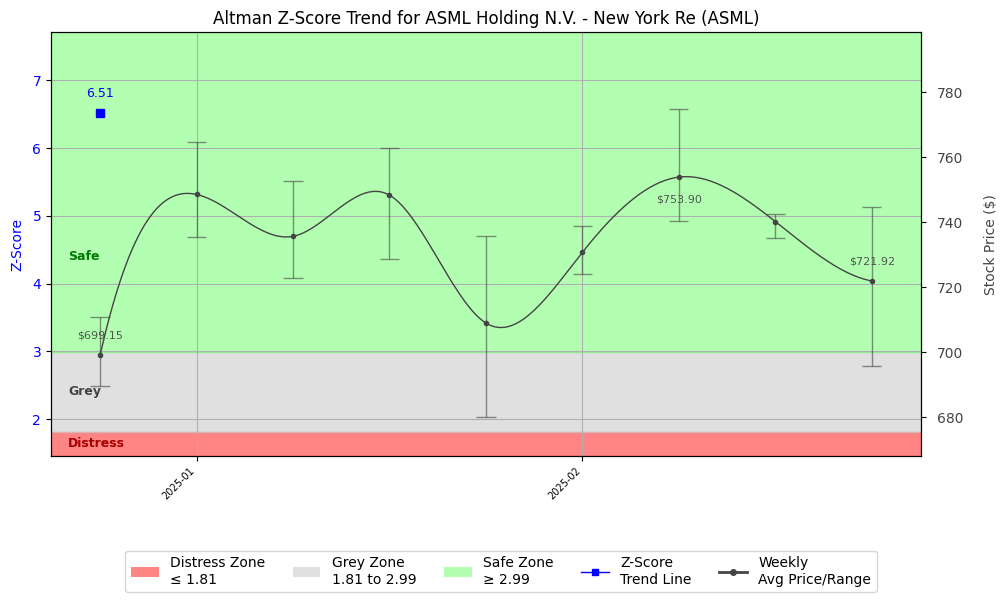 Altman Z-Score Trend for ASML Holding N.V. - New York Re (ASML)
7
6
5
4
3
2
Z-Score
780
760
740
720
700
680
Stock Price ($)
6.51
$753.90
$721.92
$699.15
Safe
Grey
Distress
2025-01
2025-02
Distress Zone
≤ 1.81
Grey Zone
1.81 to 2.99
Safe Zone
≥ 2.99
Z-Score
Trend Line
Weekly
Avg Price/Range